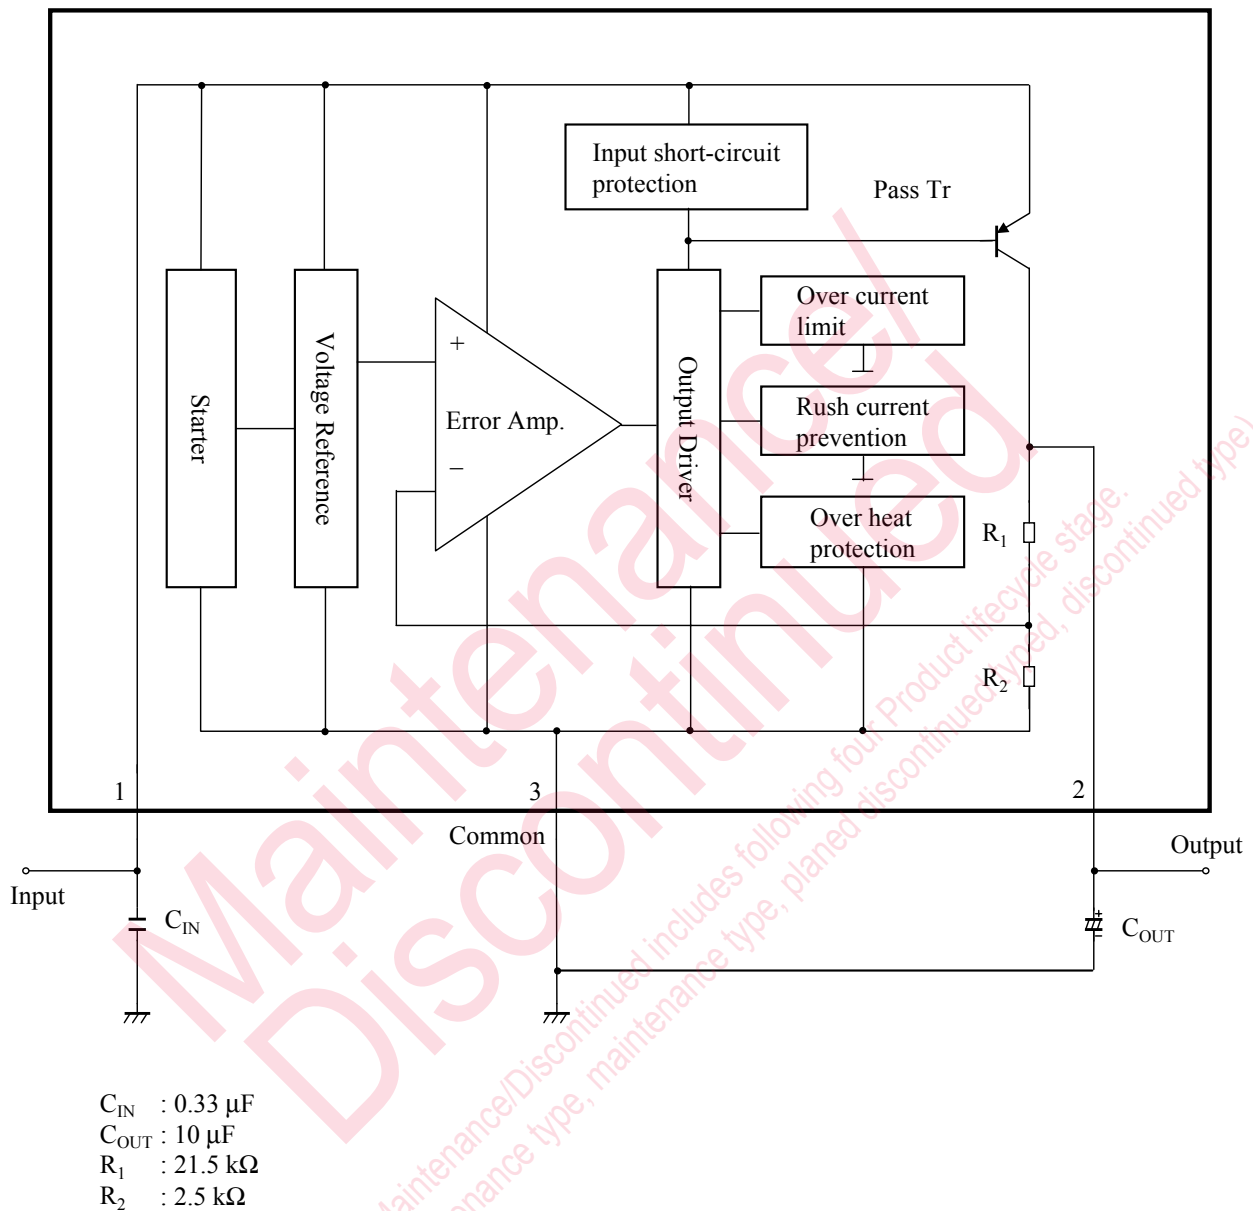 Input short-circuit
protection
Pass Tr
Over current
limit
Starter
Voltage Reference
+
Error Amp.
−
Output Driver
Rush current
prevention
Over heat
protection
R1
R2
1
3
2
Common
Input
Output
CIN
+
COUT
−
CIN : 0.33 μF
COUT : 10 μF
R1 : 21.5 kΩ
R2 : 2.5 kΩ
Maintenance/
Discontinued
Maintenance/Discontinued includes following four Product lifecycle stage.
maintenance type, planed discontinued typed, discontinued type)